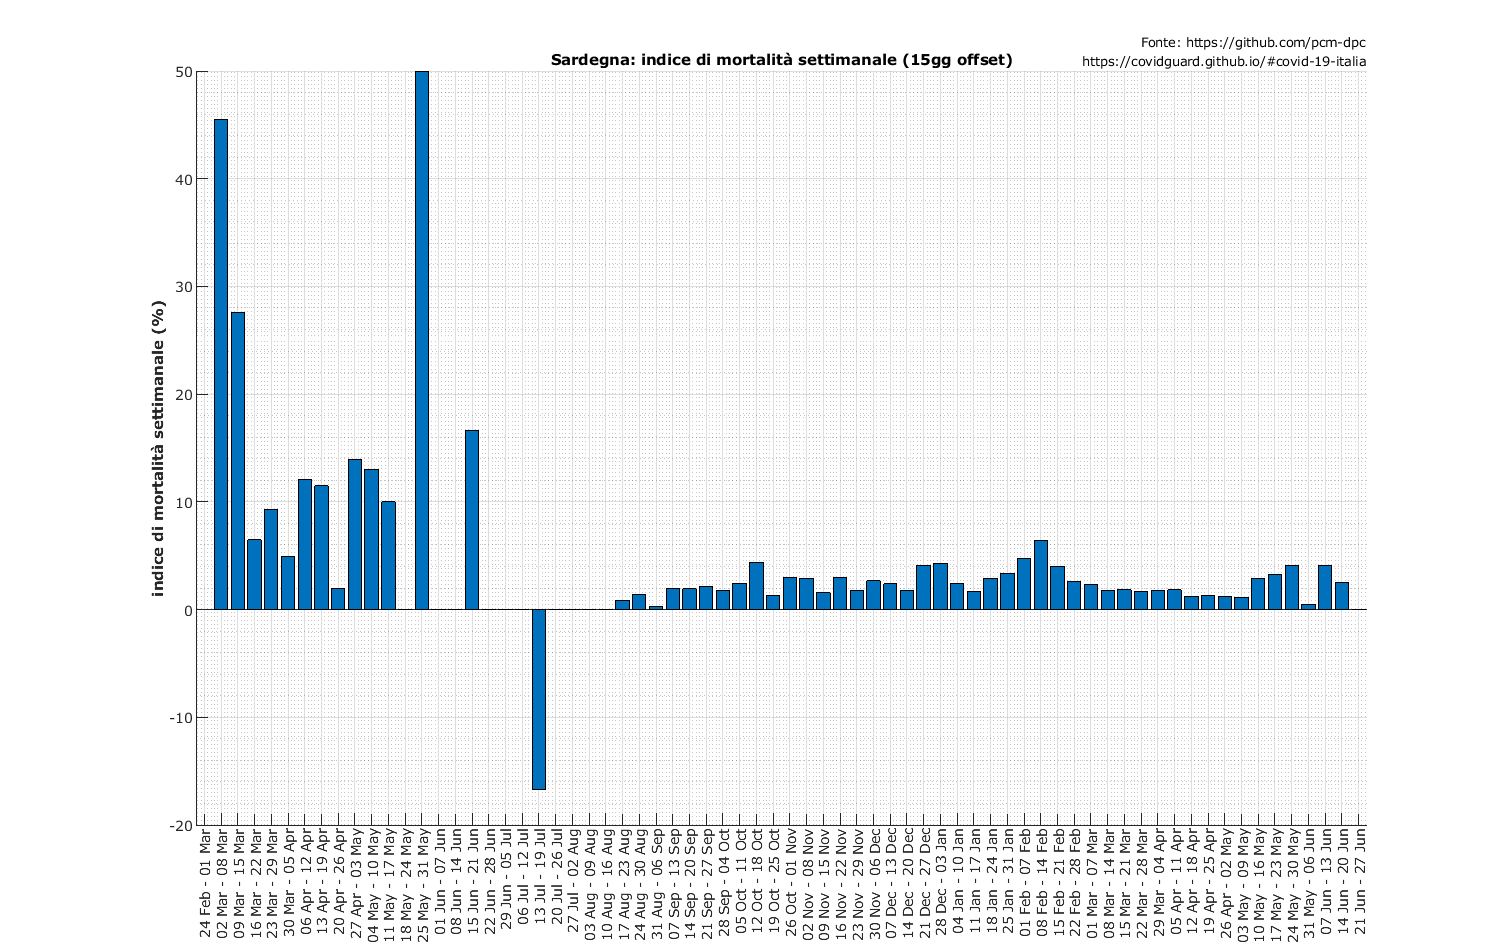 Fonte: https://github.com/pcm-dpc
https://covidguard.github.io/#covid-19-italia
Sardegna: indice di mortalità settimanale (15gg offset)
indice di mortalità settimanale (%)
50
40
30
20
10
0
-10
-20
24 Feb - 01 Mar
02 Mar - 08 Mar
09 Mar - 15 Mar
16 Mar - 22 Mar
23 Mar - 29 Mar
30 Mar - 05 Apr
06 Apr - 12 Apr
13 Apr - 19 Apr
20 Apr - 26 Apr
27 Apr - 03 May
04 May - 10 May
11 May - 17 May
18 May - 24 May
25 May - 31 May
01 Jun - 07 Jun
08 Jun - 14 Jun
15 Jun - 21 Jun
22 Jun - 28 Jun
29 Jun - 05 Jul
06 Jul - 12 Jul
13 Jul - 19 Jul
20 Jul - 26 Jul
27 Jul - 02 Aug
03 Aug - 09 Aug
10 Aug - 16 Aug
17 Aug - 23 Aug
24 Aug - 30 Aug
31 Aug - 06 Sep
07 Sep - 13 Sep
14 Sep - 20 Sep
21 Sep - 27 Sep
28 Sep - 04 Oct
05 Oct - 11 Oct
12 Oct - 18 Oct
19 Oct - 25 Oct
26 Oct - 01 Nov
02 Nov - 08 Nov
09 Nov - 15 Nov
16 Nov - 22 Nov
23 Nov - 29 Nov
30 Nov - 06 Dec
07 Dec - 13 Dec
14 Dec - 20 Dec
21 Dec - 27 Dec
28 Dec - 03 Jan
04 Jan - 10 Jan
11 Jan - 17 Jan
18 Jan - 24 Jan
25 Jan - 31 Jan
01 Feb - 07 Feb
08 Feb - 14 Feb
15 Feb - 21 Feb
22 Feb - 28 Feb
01 Mar - 07 Mar
08 Mar - 14 Mar
15 Mar - 21 Mar
22 Mar - 28 Mar
29 Mar - 04 Apr
05 Apr - 11 Apr
12 Apr - 18 Apr
19 Apr - 25 Apr
26 Apr - 02 May
03 May - 09 May
10 May - 16 May
17 May - 23 May
24 May - 30 May
31 May - 06 Jun
07 Jun - 13 Jun
14 Jun - 20 Jun
21 Jun - 27 Jun